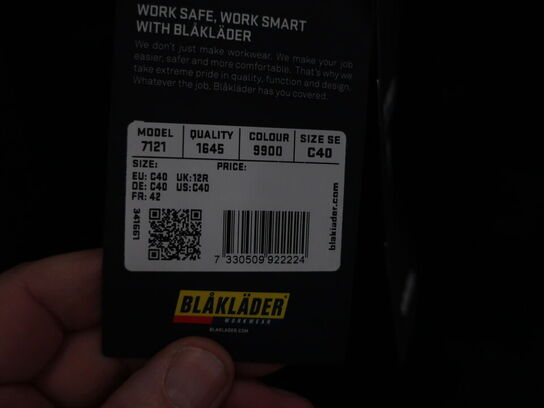 WORK SAFE, WORK SMART
WITH BLÅKLÄDER
We don't just make workwear. We make your job
easier, safer and more comfortable. That's why we
take extreme pride in quality, function and design.
Whatever the job, Blåkläder has you covered.
MODEL QUALITY COLOUR SIZE SE
7121 1645 9900 C40
SIZE: PRICE:
EU: C40 UK:12R
DE: C40 US:C40
FR: 42
341661
blaklader.com
7 330509 922224
BLÅKLÄDER
WORKWEAR
BLAKLADER.COM